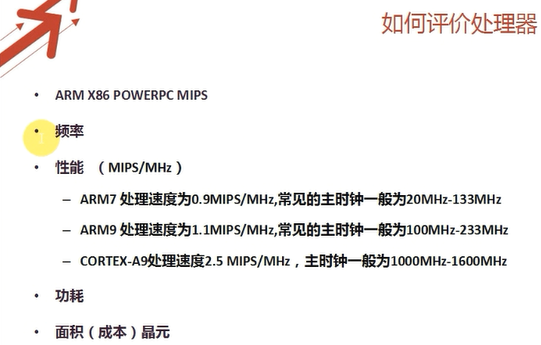 如何评价处理器
• ARM X86 POWERPC MIPS
• 频率
• 性能 （MIPS/MHz）
– ARM7 处理速度为0.9MIPS/MHz,常见的主时钟一般为20MHz-133MHz
– ARM9 处理速度为1.1MIPS/MHz,常见的主时钟一般为100MHz-233MHz
– CORTEX-A9处理速度2.5 MIPS/MHz，主时钟一般为1000MHz-1600MHz
• 功耗
• 面积（成本）晶元